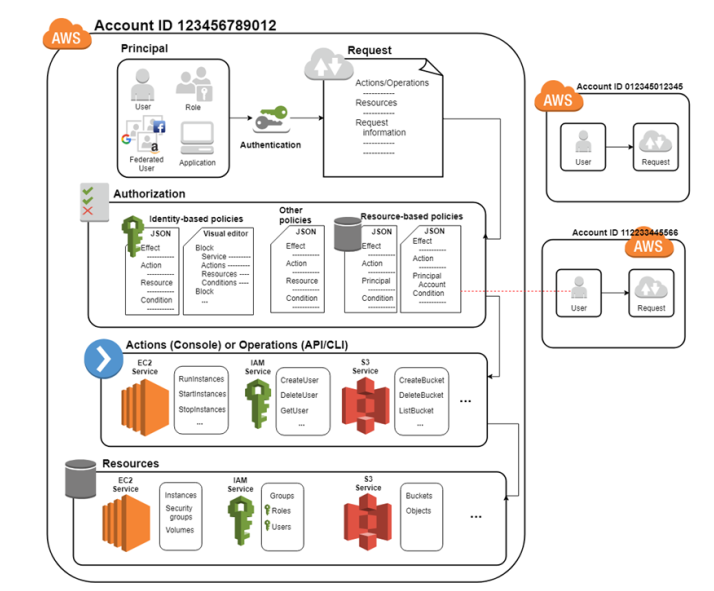 AWS
Account ID 123456789012
Principal
User
Role
G
f
a
Federated
User
Application
Authentication
Request
Actions/Operations
------------
Resources
------------
Request
information
------------
Account ID 012345012345
AWS
User
Request
Account ID 112233445566
AWS
User
Request
Authorization
Identity-based policies
JSON
Effect
------------
Action
------------
Resource
------------
Condition
------------
Visual editor
Block
Service ---------
Actions ---------
Resources ----
Conditions ----
Block
...
Other
policies
JSON
Effect
------------
Action
------------
Resource
------------
Condition
------------
Resource-based policies
JSON
Effect
------------
Action
------------
Principal
------------
Condition
------------
JSON
Effect
------------
Action
------------
Principal
Account
Condition
------------
Actions (Console) or Operations (API/CLI)
EC2
Service
RunInstances
StartInstances
StopInstances
...
IAM
Service
CreateUser
DeleteUser
GetUser
...
S3
Service
CreateBucket
DeleteBucket
ListBucket
...
...
Resources
EC2
Service
Instances
Security
groups
Volumes
IAM
Service
Groups
Roles
Users
S3
Service
Buckets
Objects
...